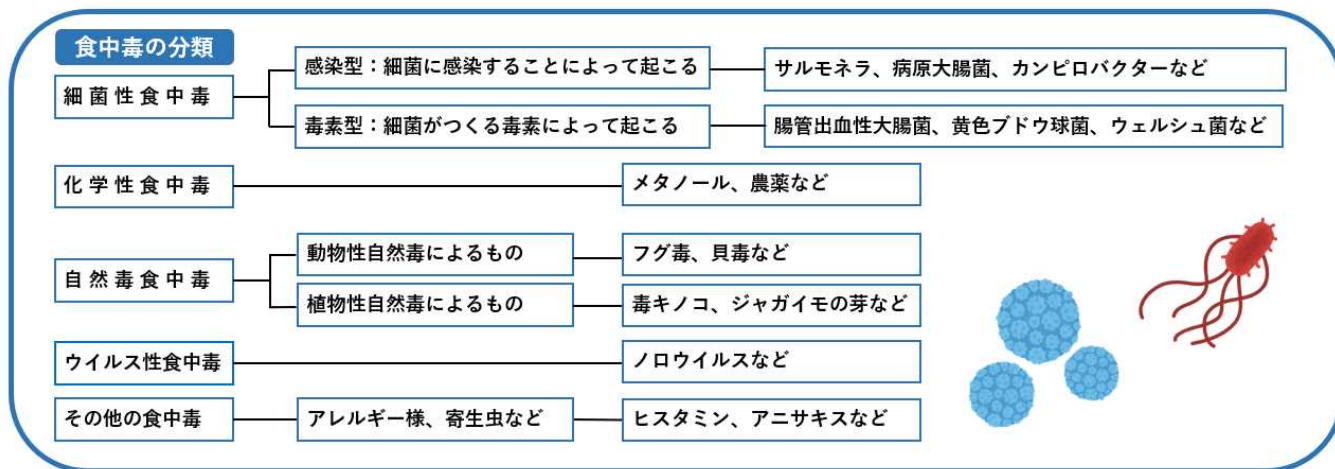 食中毒の分類
細菌性食中毒
感染型：細菌に感染することによって起こる
サルモネラ、病原大腸菌、カンピロバクターなど
毒素型：細菌がつくる毒素によって起こる
腸管出血性大腸菌、黄色ブドウ球菌、ウェルシュ菌など
化学性食中毒
メタノール、農薬など
自然毒食中毒
動物性自然毒によるもの
フグ毒、貝毒など
植物性自然毒によるもの
毒キノコ、ジャガイモの芽など
ウイルス性食中毒
ノロウイルスなど
その他の食中毒
アレルギー様、寄生虫など
ヒスタミン、アニサキスなど